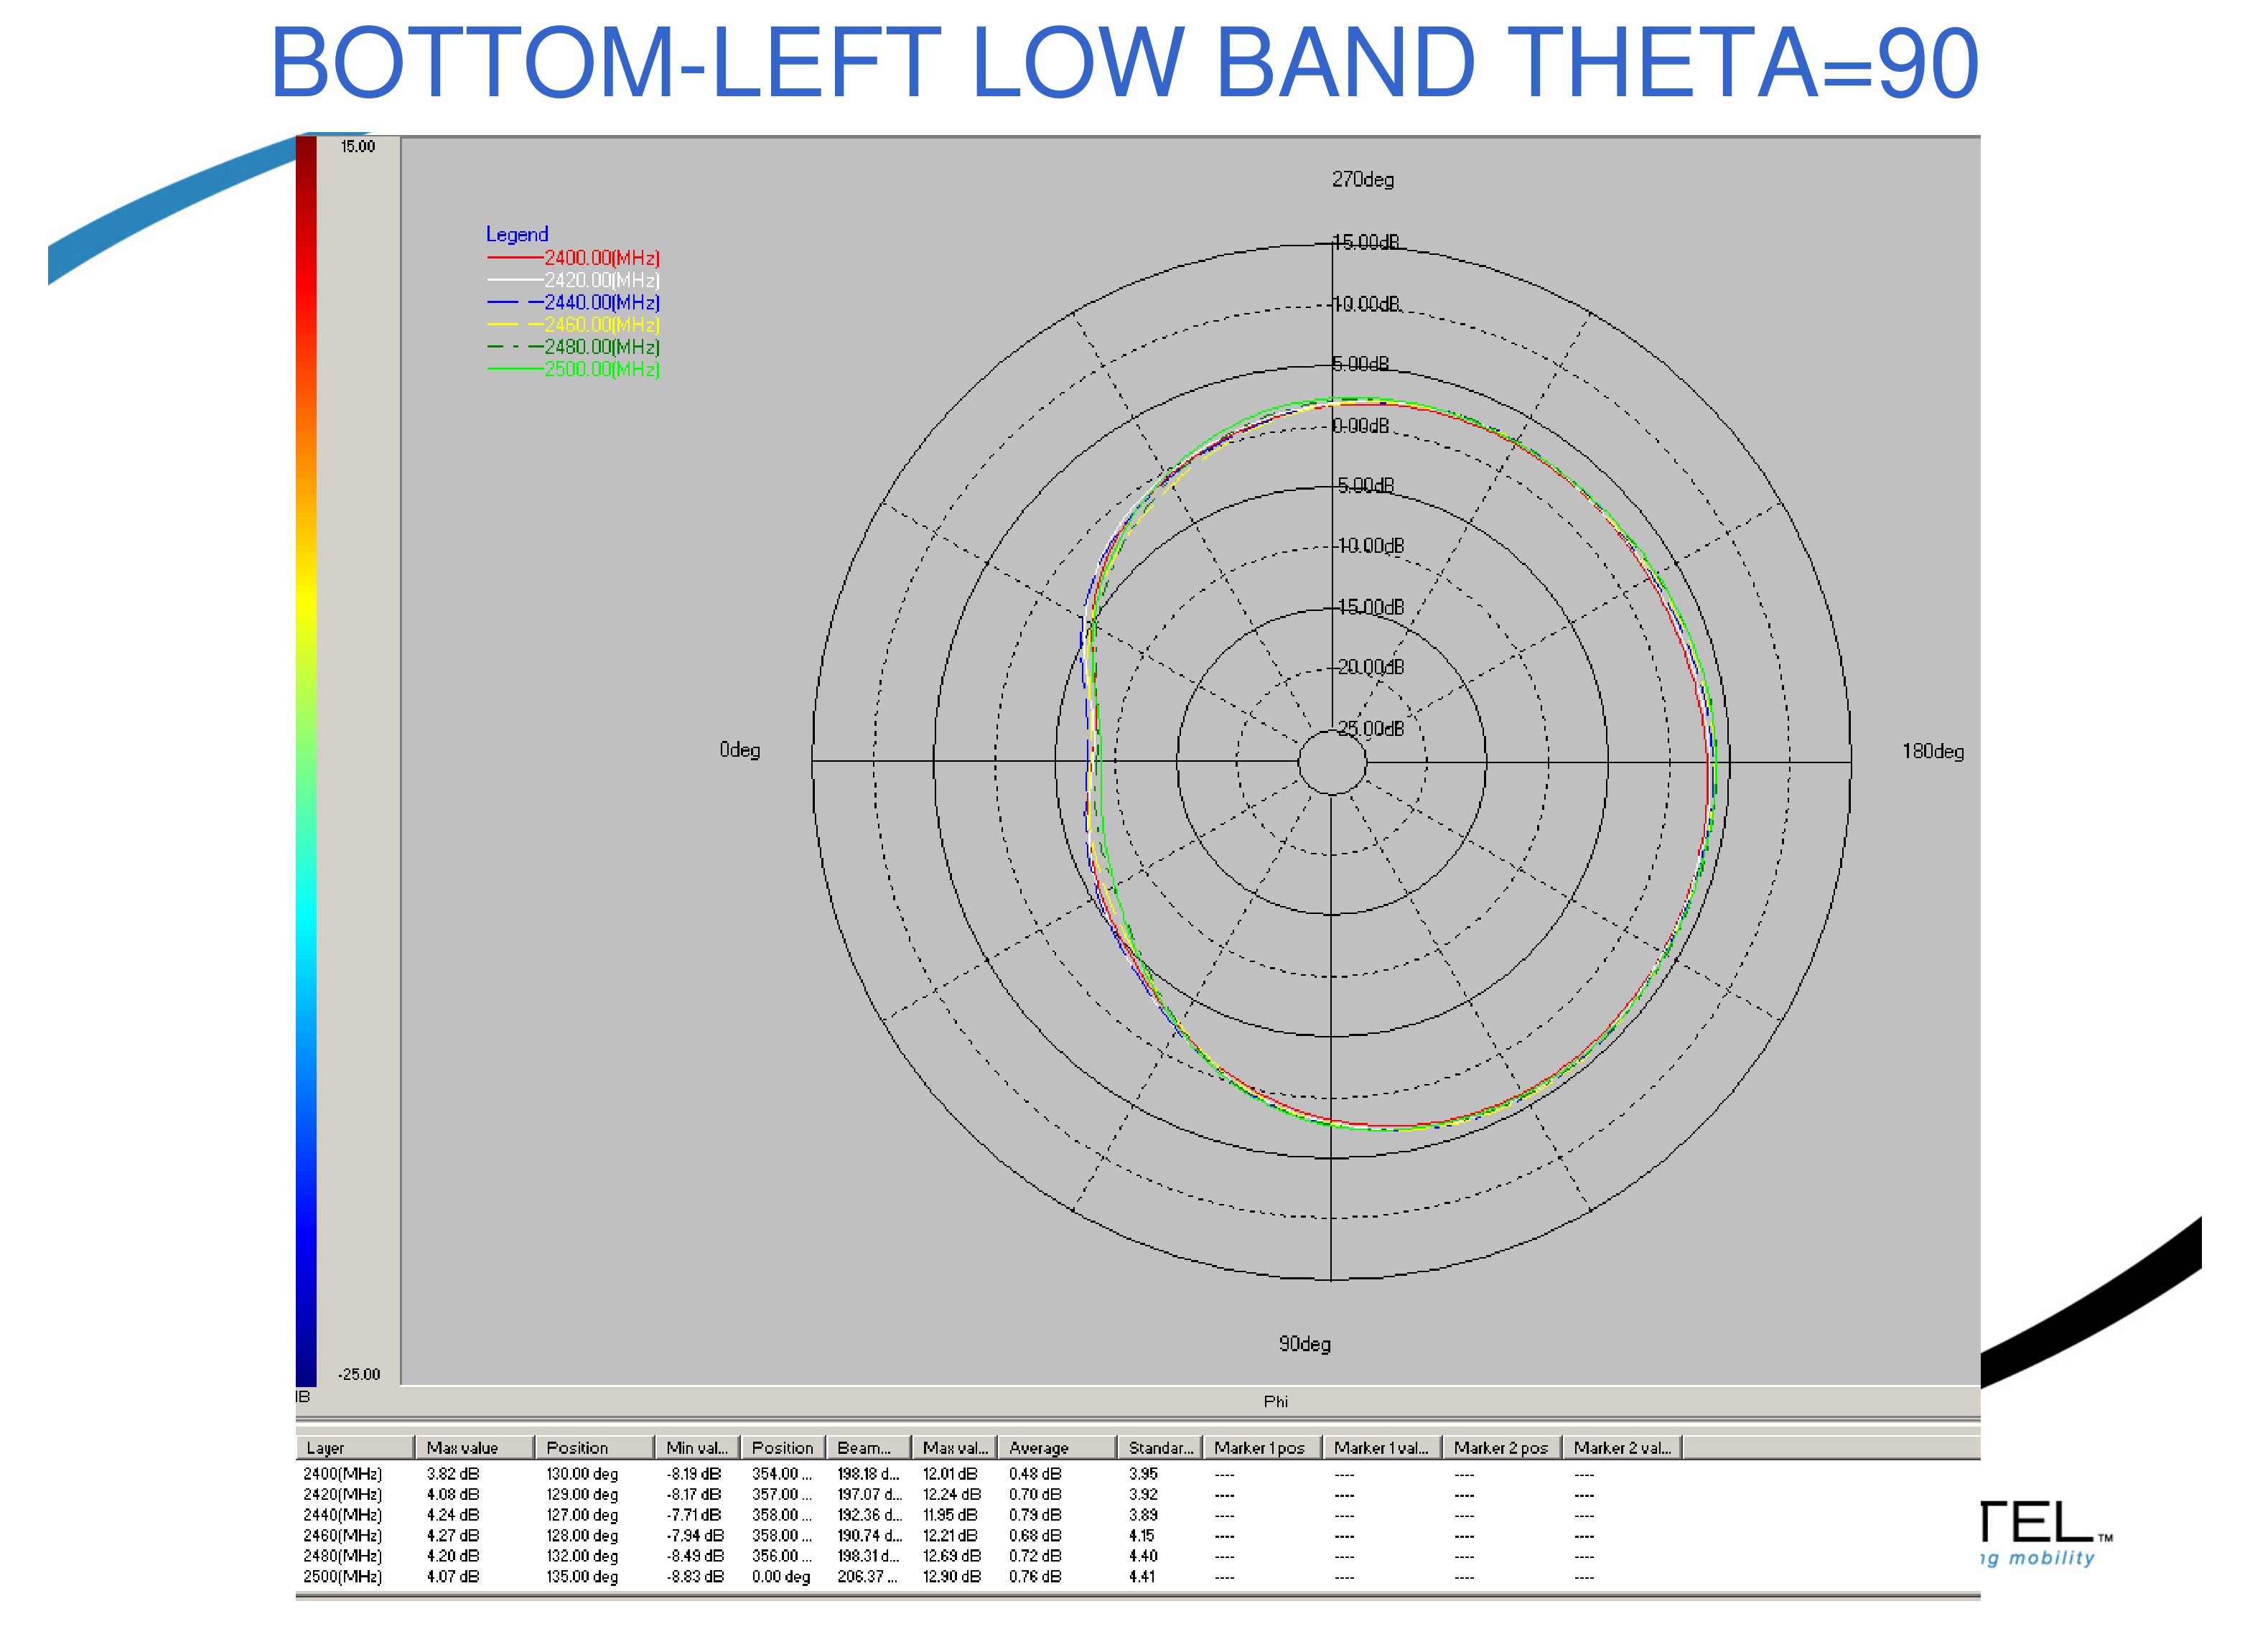 BOTTOM-LEFT LOW BAND THETA=90
15.00
270deg
Legend
2400.00(MHz)
2420.00(MHz)
2440.00(MHz)
2460.00(MHz)
2480.00(MHz)
2500.00(MHz)
15.00dB
10.00dB
5.00dB
0.00dB
-5.00dB
-10.00dB
-15.00dB
-20.00dB
-25.00dB
0deg
180deg
90deg
-25.00
IB
Phi
Layer Max value Position Min val... Position Beam... Max val... Average Standar... Marker 1 pos Marker 1 val... Marker 2 pos Marker 2 val...
2400(MHz) 3.82 dB 130.00 deg -8.19 dB 354.00 ... 198.18 d... 12.01 dB 0.48 dB 3.95 ---- ---- ---- ----
2420(MHz) 4.08 dB 129.00 deg -8.17 dB 357.00 ... 197.07 d... 12.24 dB 0.70 dB 3.92 ---- ---- ---- ----
2440(MHz) 4.24 dB 127.00 deg -7.71 dB 358.00 ... 192.36 d... 11.95 dB 0.79 dB 3.89 ---- ---- ---- ----
2460(MHz) 4.27 dB 128.00 deg -7.94 dB 358.00 ... 190.74 d... 12.21 dB 0.68 dB 4.15 ---- ---- ---- ----
2480(MHz) 4.20 dB 132.00 deg -8.49 dB 356.00 ... 198.31 d... 12.69 dB 0.72 dB 4.40 ---- ---- ---- ----
2500(MHz) 4.07 dB 135.00 deg -8.83 dB 0.00 deg 206.37 ... 12.90 dB 0.76 dB 4.41 ---- ---- ---- ----
TEL™
ng mobility